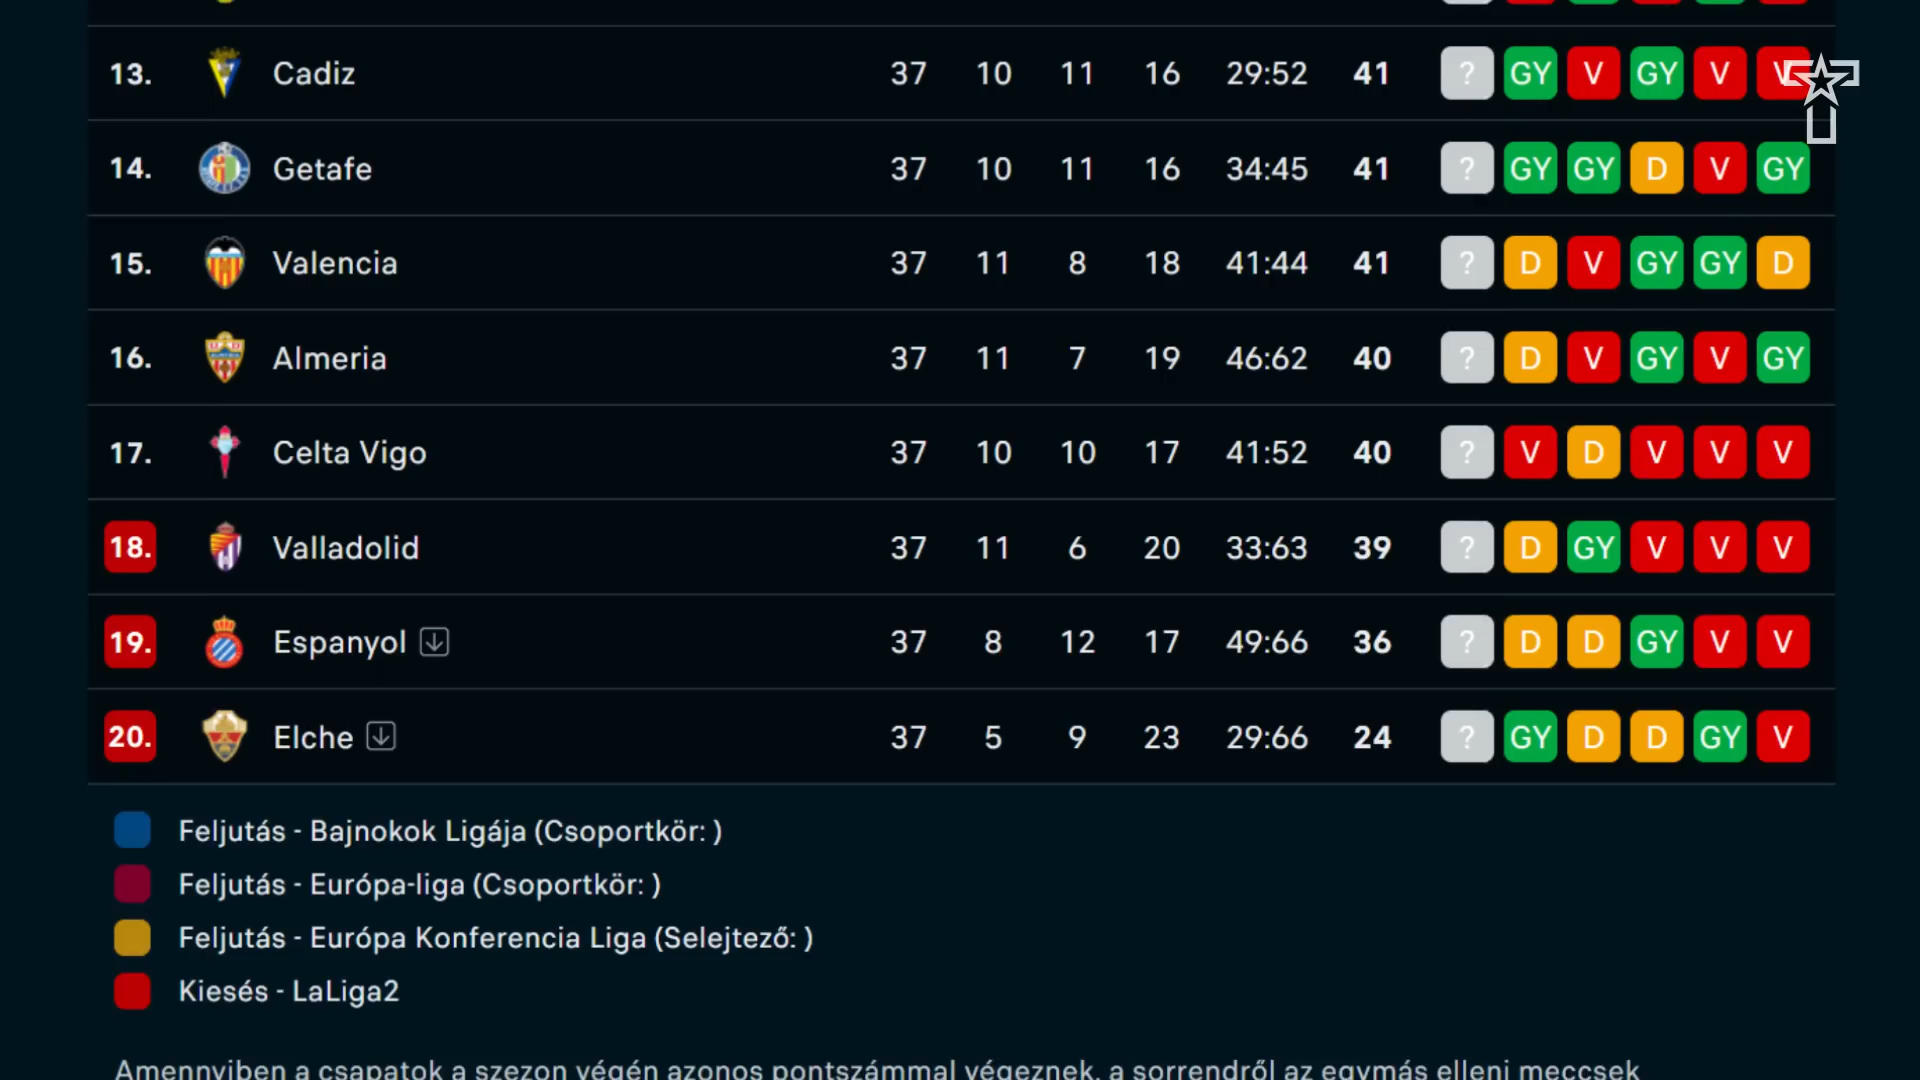 13. Cadiz 37 10 11 16 29:52 41 ? GY V GY V V
14. Getafe 37 10 11 16 34:45 41 ? GY GY D V GY
15. Valencia 37 11 8 18 41:44 41 ? D V GY GY D
16. Almeria 37 11 7 19 46:62 40 ? D V GY V GY
17. Celta Vigo 37 10 10 17 41:52 40 ? V D V V V
18. Valladolid 37 11 6 20 33:63 39 ? D GY V V V
19. Espanyol 37 8 12 17 49:66 36 ? D D GY V V
20. Elche 37 5 9 23 29:66 24 ? GY D D GY V
Feljutás - Bajnokok Ligája (Csoportkör: )
Feljutás - Európa-liga (Csoportkör: )
Feljutás - Európa Konferencia Liga (Selejtező: )
Kiesés - LaLiga2
Amennyiben a csapatok a szezon végén azonos pontszámmal végeznek, a sorrendről az egymás elleni meccsek